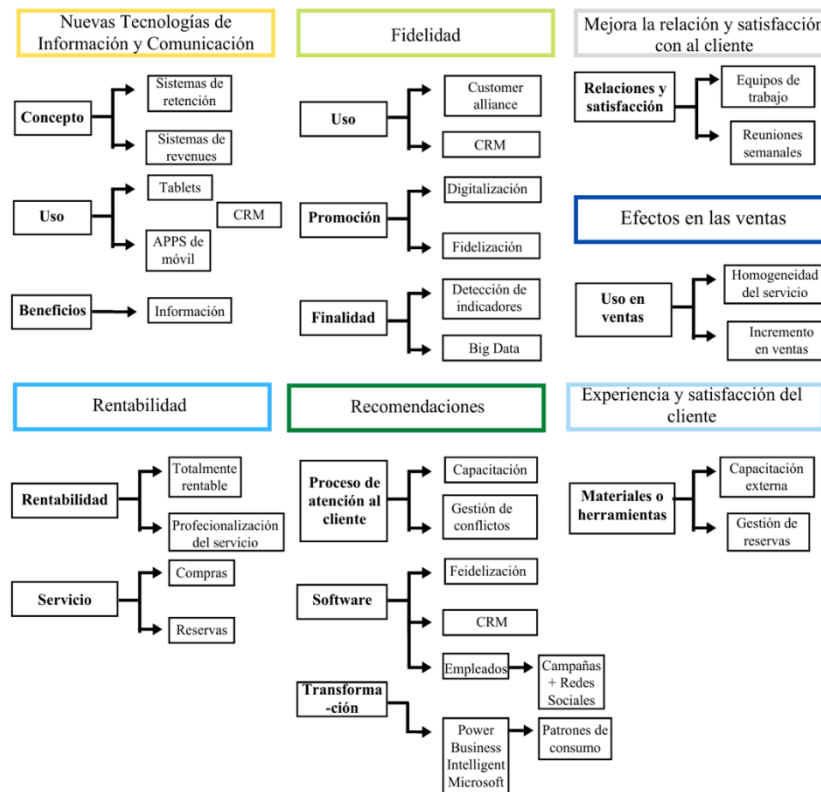 Nuevas Tecnologías de
Información y Comunicación
Concepto
Sistemas de
retención
Sistemas de
revenues
Uso
Tablets
CRM
APPS de
móvil
Beneficios
Información
Fidelidad
Uso
Customer
alliance
CRM
Promoción
Digitalización
Fidelización
Finalidad
Detección de
indicadores
Big Data
Mejora la relación y satisfacción
con al cliente
Relaciones y
satisfacción
Equipos de
trabajo
Reuniones
semanales
Efectos en las ventas
Uso en
ventas
Homogeneidad
del servicio
Incremento
en ventas
Rentabilidad
Rentabilidad
Totalmente
rentable
Profecionalización
del servicio
Servicio
Compras
Reservas
Recomendaciones
Proceso de
atención al
cliente
Capacitación
Gestión de
conflictos
Software
Feidelización
CRM
Empleados
Campañas
+ Redes
Sociales
Transforma-
-ción
Power
Business
Intelligent
Microsoft
Patrones de
consumo
Experiencia y satisfacción del
cliente
Materiales o
herramientas
Capacitación
externa
Gestión de
reservas